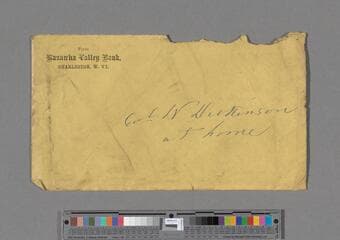 From
Kanawha Valley Bank,
CHARLESTON, W. VA.
Col W Dickinson
at home